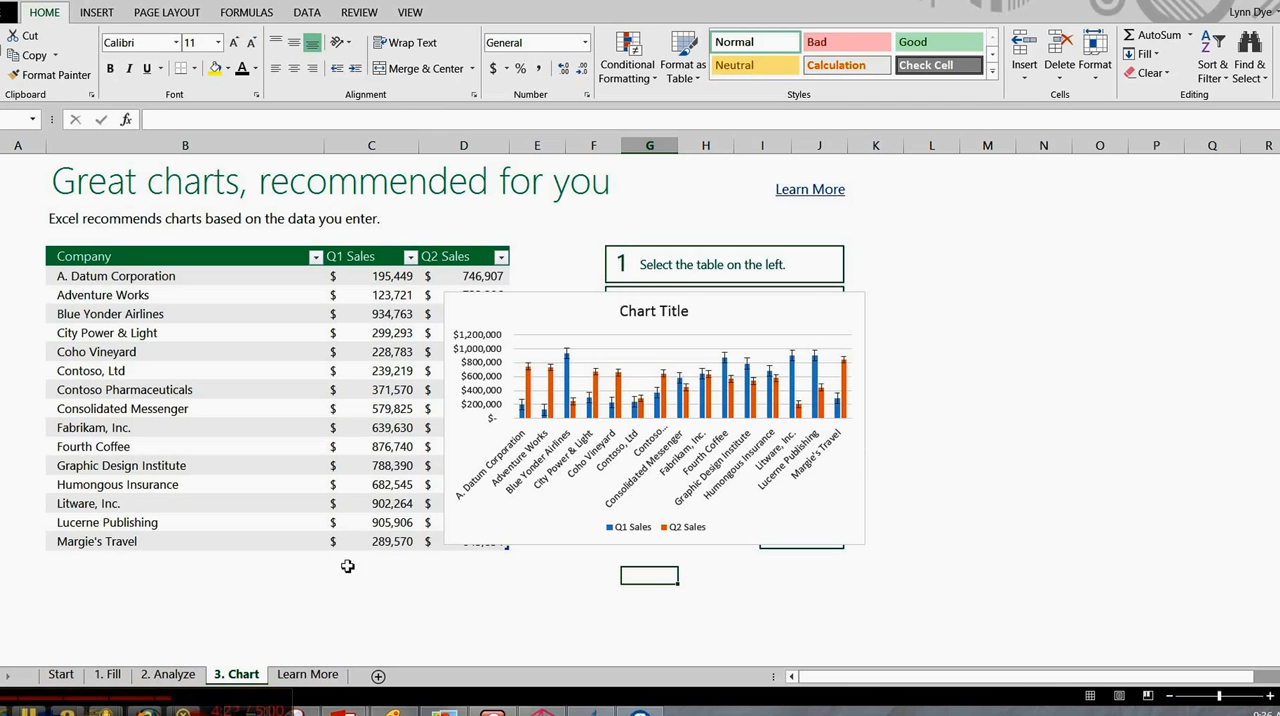 HOME INSERT PAGE LAYOUT FORMULAS DATA REVIEW VIEW Lynn Dye
Cut Calibri 11 Wrap Text General Normal Bad Good AutoSum
Copy Conditional Format as Insert Delete Format Fill Sort & Find &
Format Painter B I U Merge & Center $ % , Formatting Table Neutral Calculation Check Cell Clear Filter Select
Clipboard Font Alignment Number Styles Cells Editing
A B C D E F G H I J K L M N O P Q R
Great charts, recommended for you Learn More
Excel recommends charts based on the data you enter.
Company Q1 Sales Q2 Sales 1 Select the table on the left.
A. Datum Corporation $ 195,449 $ 746,907
Adventure Works $ 123,721 $
Blue Yonder Airlines $ 934,763 $
City Power & Light $ 299,293 $
Coho Vineyard $ 228,783 $
Contoso, Ltd $ 239,219 $
Contoso Pharmaceuticals $ 371,570 $
Consolidated Messenger $ 579,825 $
Fabrikam, Inc. $ 639,630 $
Fourth Coffee $ 876,740 $
Graphic Design Institute $ 788,390 $
Humongous Insurance $ 682,545 $
Litware, Inc. $ 902,264 $
Lucerne Publishing $ 905,906 $
Margie's Travel $ 289,570 $
Chart Title
$1,200,000
$1,000,000
$800,000
$600,000
$400,000
$200,000
$-
A. Datum Corporation
Adventure Works
Blue Yonder Airlines
City Power & Light
Coho Vineyard
Contoso, Ltd
Contoso...
Consolidated Messenger
Fabrikam, Inc.
Fourth Coffee
Graphic Design Institute
Humongous Insurance
Litware, Inc.
Lucerne Publishing
Margie's Travel
Q1 Sales Q2 Sales
Start 1. Fill 2. Analyze 3. Chart Learn More
4:27 / 5:00